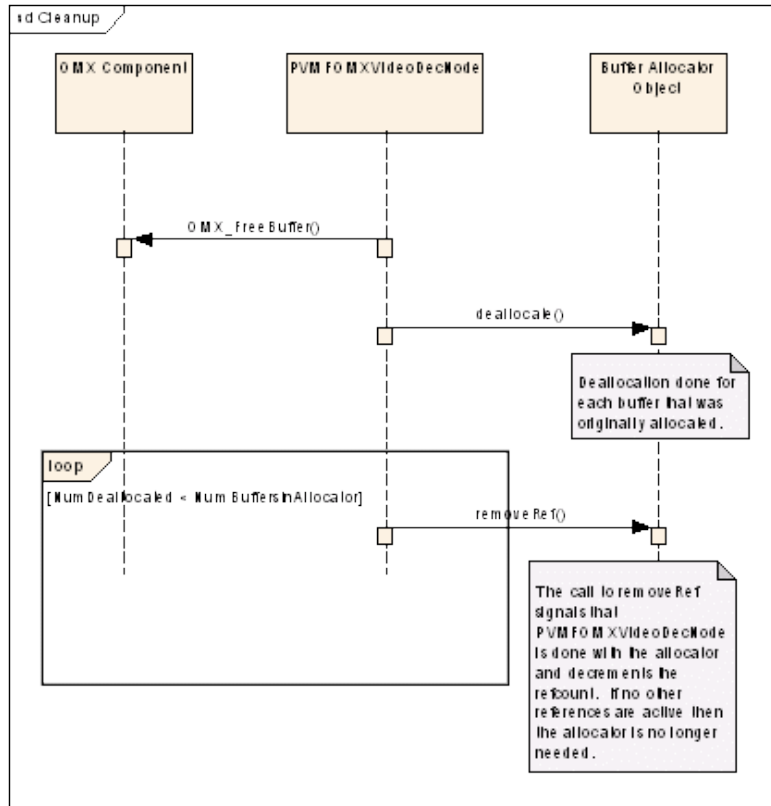 sd Cleanup
OMX Component
PVMFOMXVideoDecNode
Buffer Allocator
Object
OMX_FreeBuffer()
deallocate()
Deallocation done for
each buffer that was
originally allocated.
loop
[NumDeallocated < NumBuffersInAllocator]
removeRef()
The call to removeRef
signals that
PVMFOMXVideoDecNode
is done with the allocator
and decrements the
refcount. If no other
references are active then
the allocator is no longer
needed.